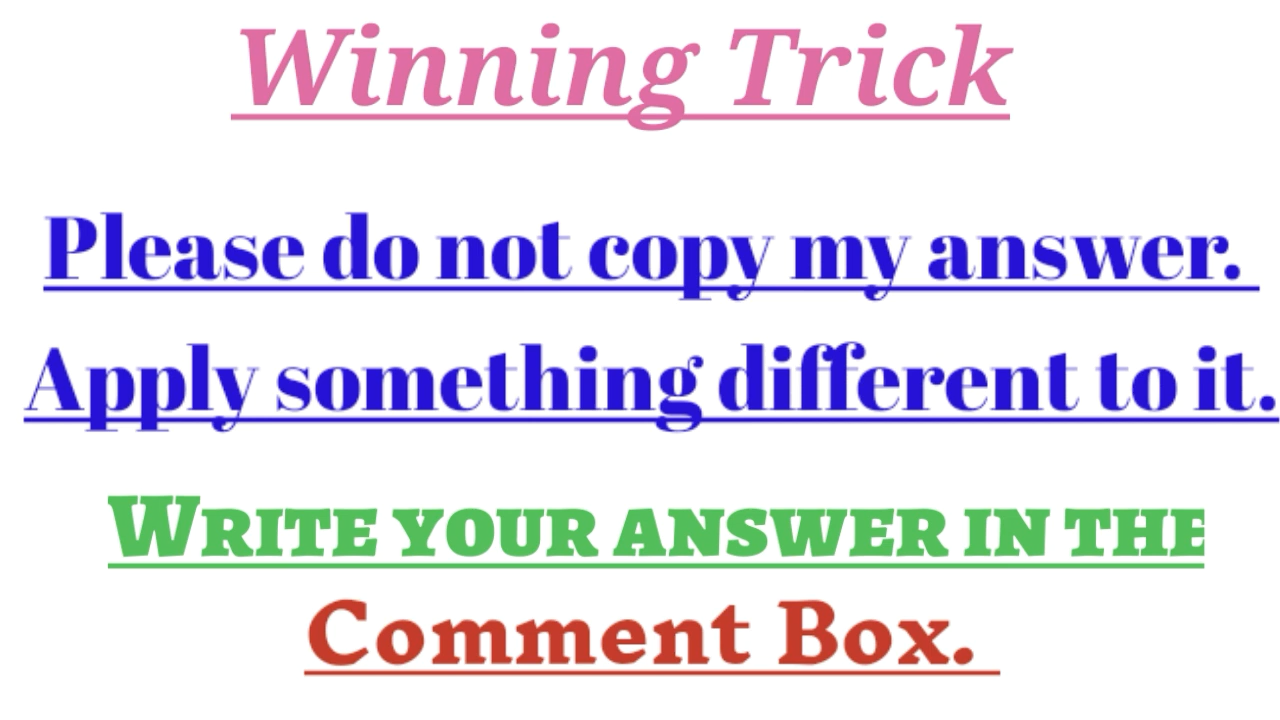 Winning Trick
Please do not copy my answer.
Apply something different to it.
WRITE YOUR ANSWER IN THE
Comment Box.